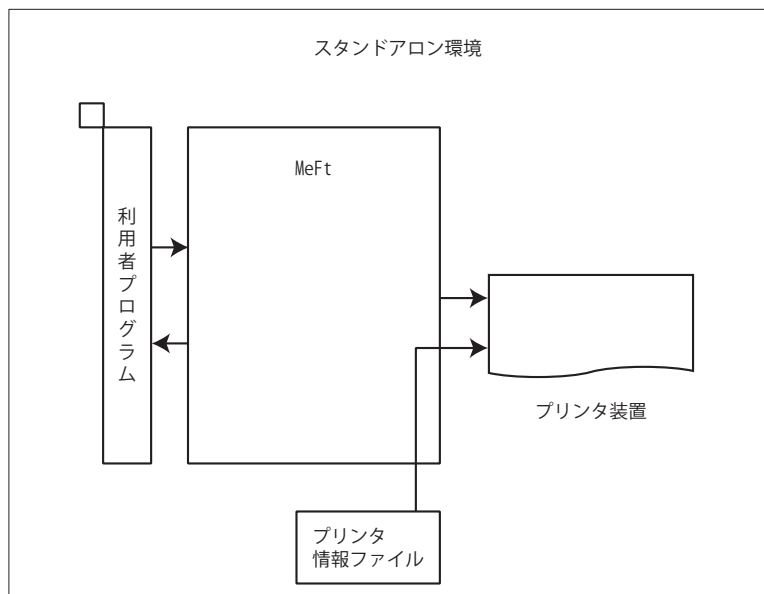 スタンドアロン環境
MeFt
利用者プログラム
プリンタ装置
プリンタ
情報ファイル